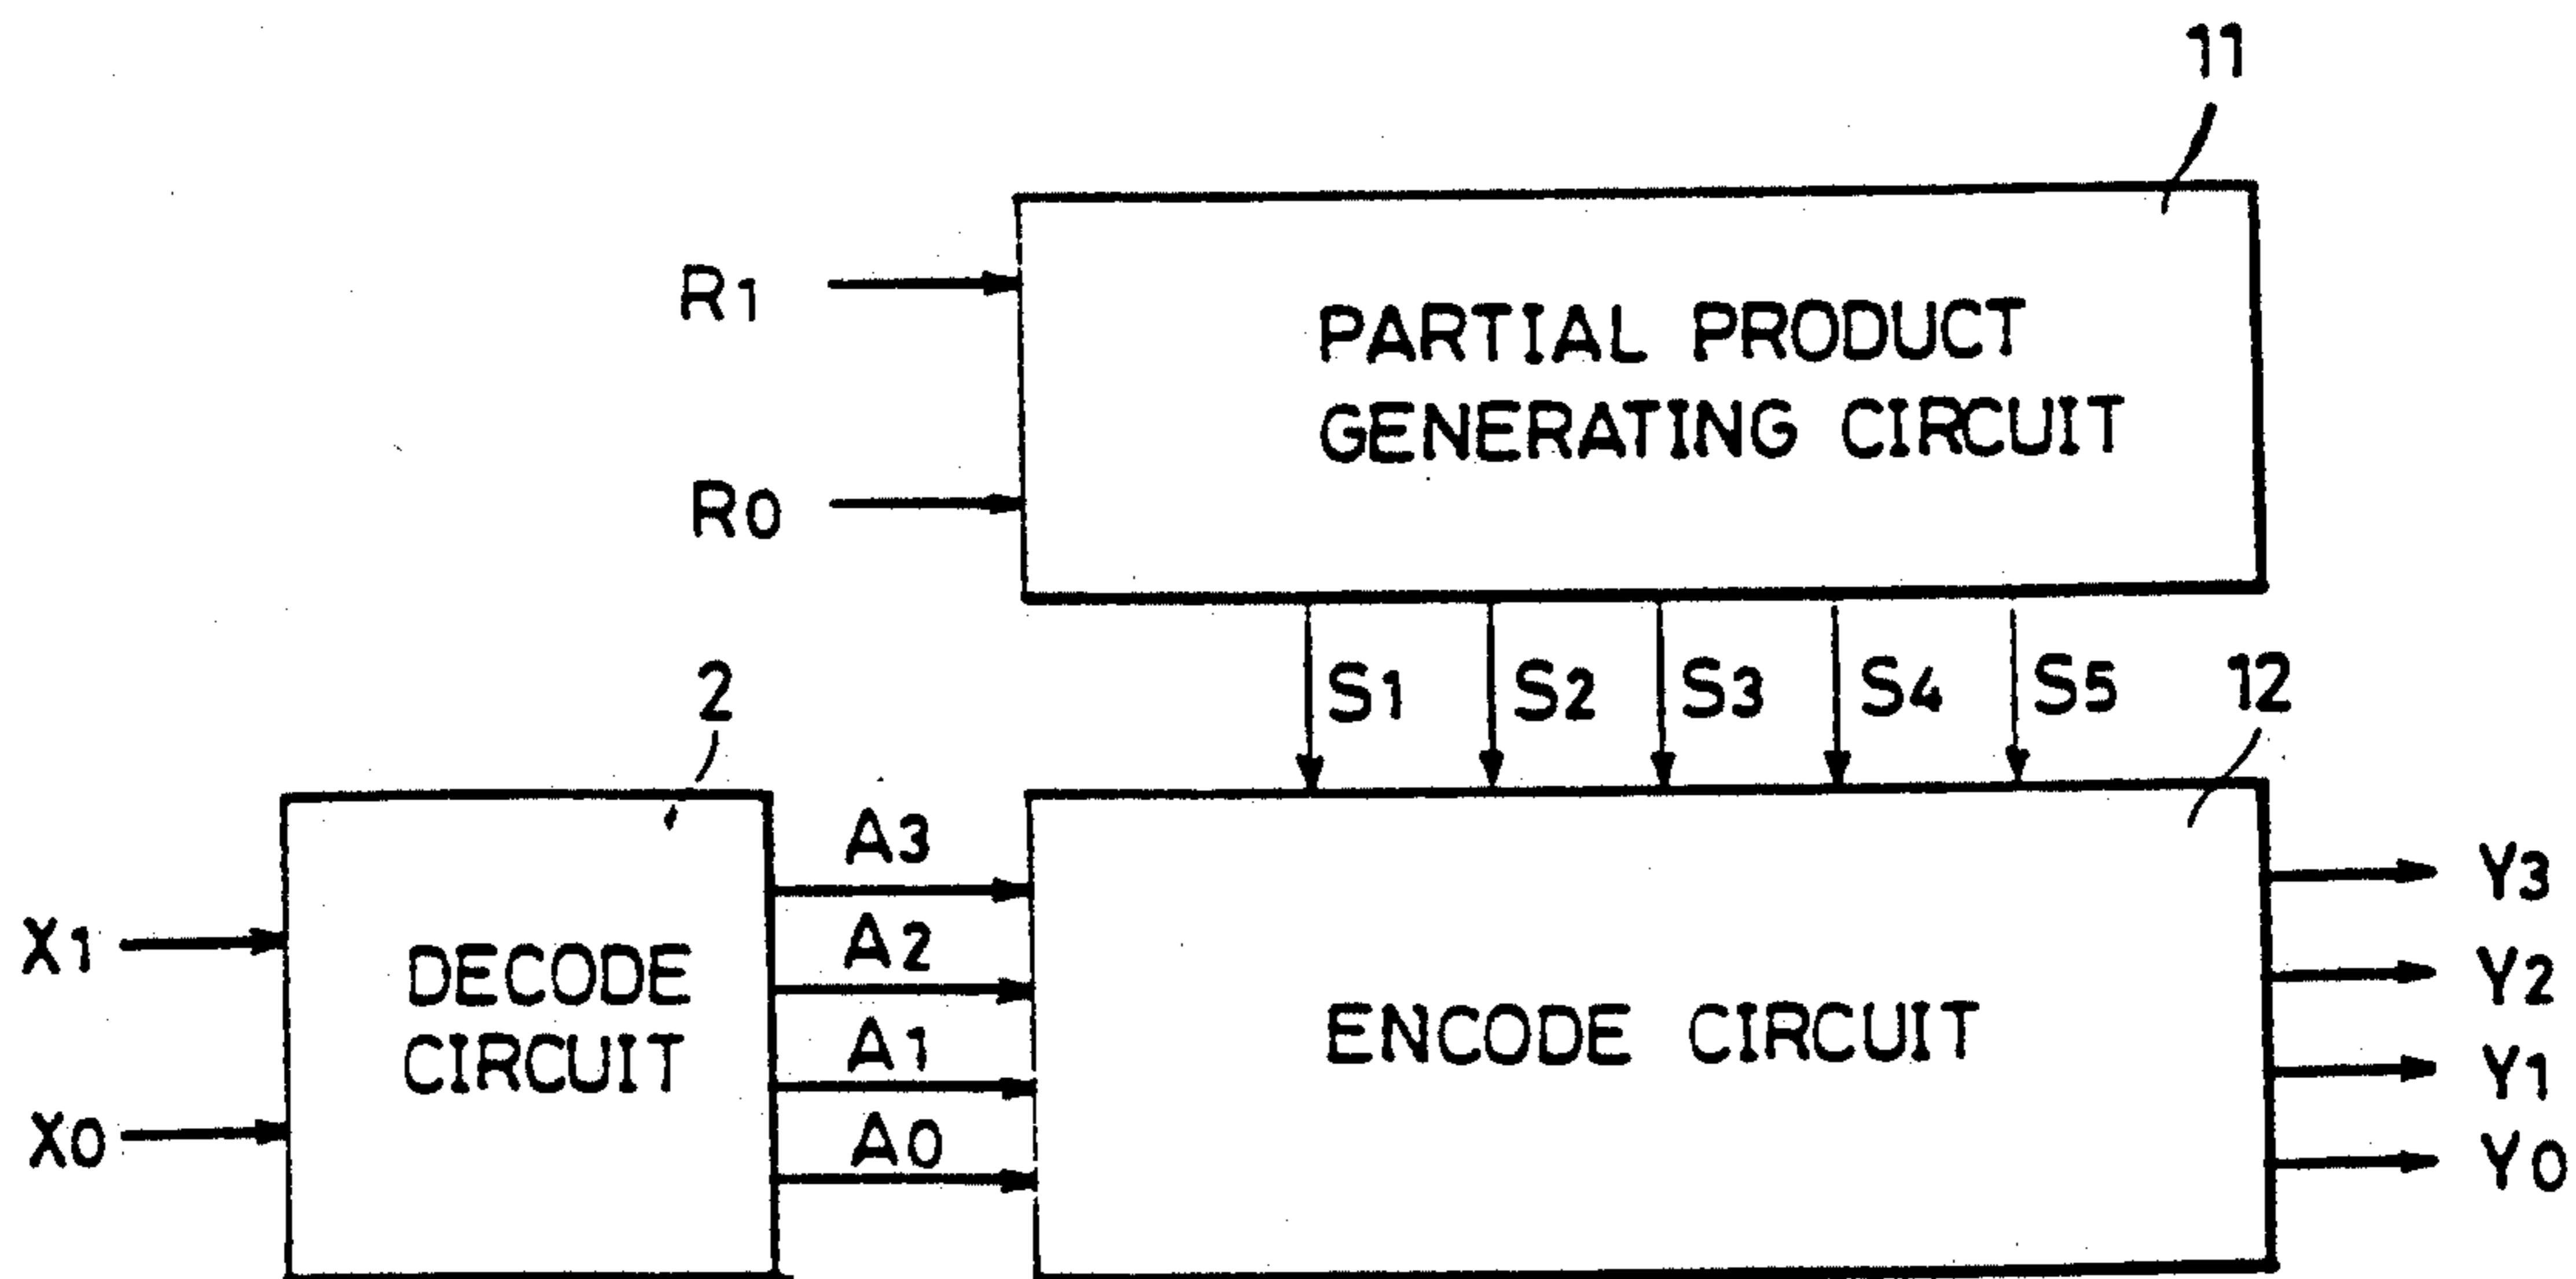 11
R1
PARTIAL PRODUCT
GENERATING CIRCUIT
R0
S1 S2 S3 S4 S5
2
12
A3
A2
A1
A0
X1
X0
DECODE
CIRCUIT
ENCODE CIRCUIT
Y3
Y2
Y1
Y0